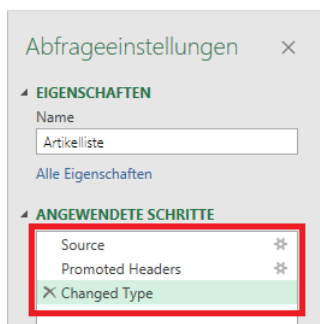 Abfrageeinstellungen
EIGENSCHAFTEN
Name
Artikelliste
Alle Eigenschaften
ANGEWENDETE SCHRITTE
Source
Promoted Headers
Changed Type